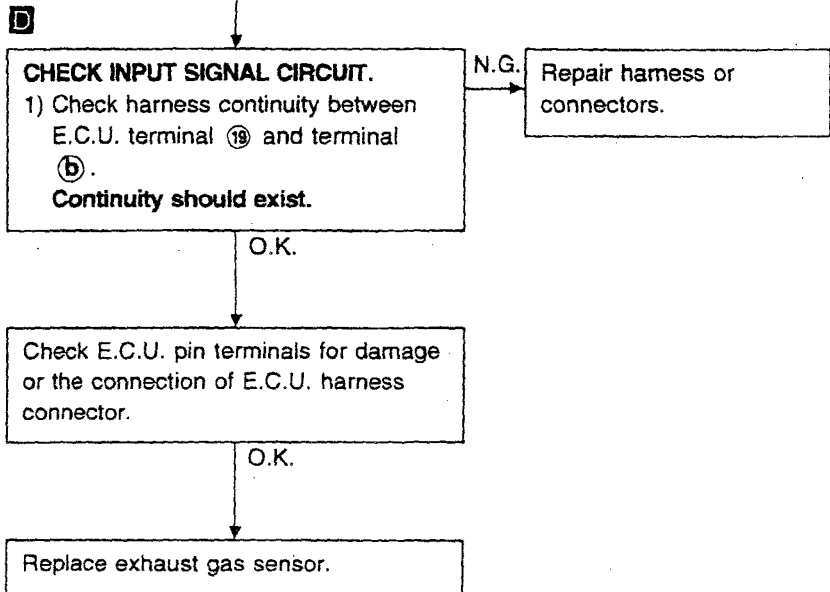 D
CHECK INPUT SIGNAL CIRCUIT.
1) Check harness continuity between
E.C.U. terminal ⑲ and terminal
ⓑ.
Continuity should exist.
N.G.
Repair harness or
connectors.
O.K.
Check E.C.U. pin terminals for damage
or the connection of E.C.U. harness
connector.
O.K.
Replace exhaust gas sensor.